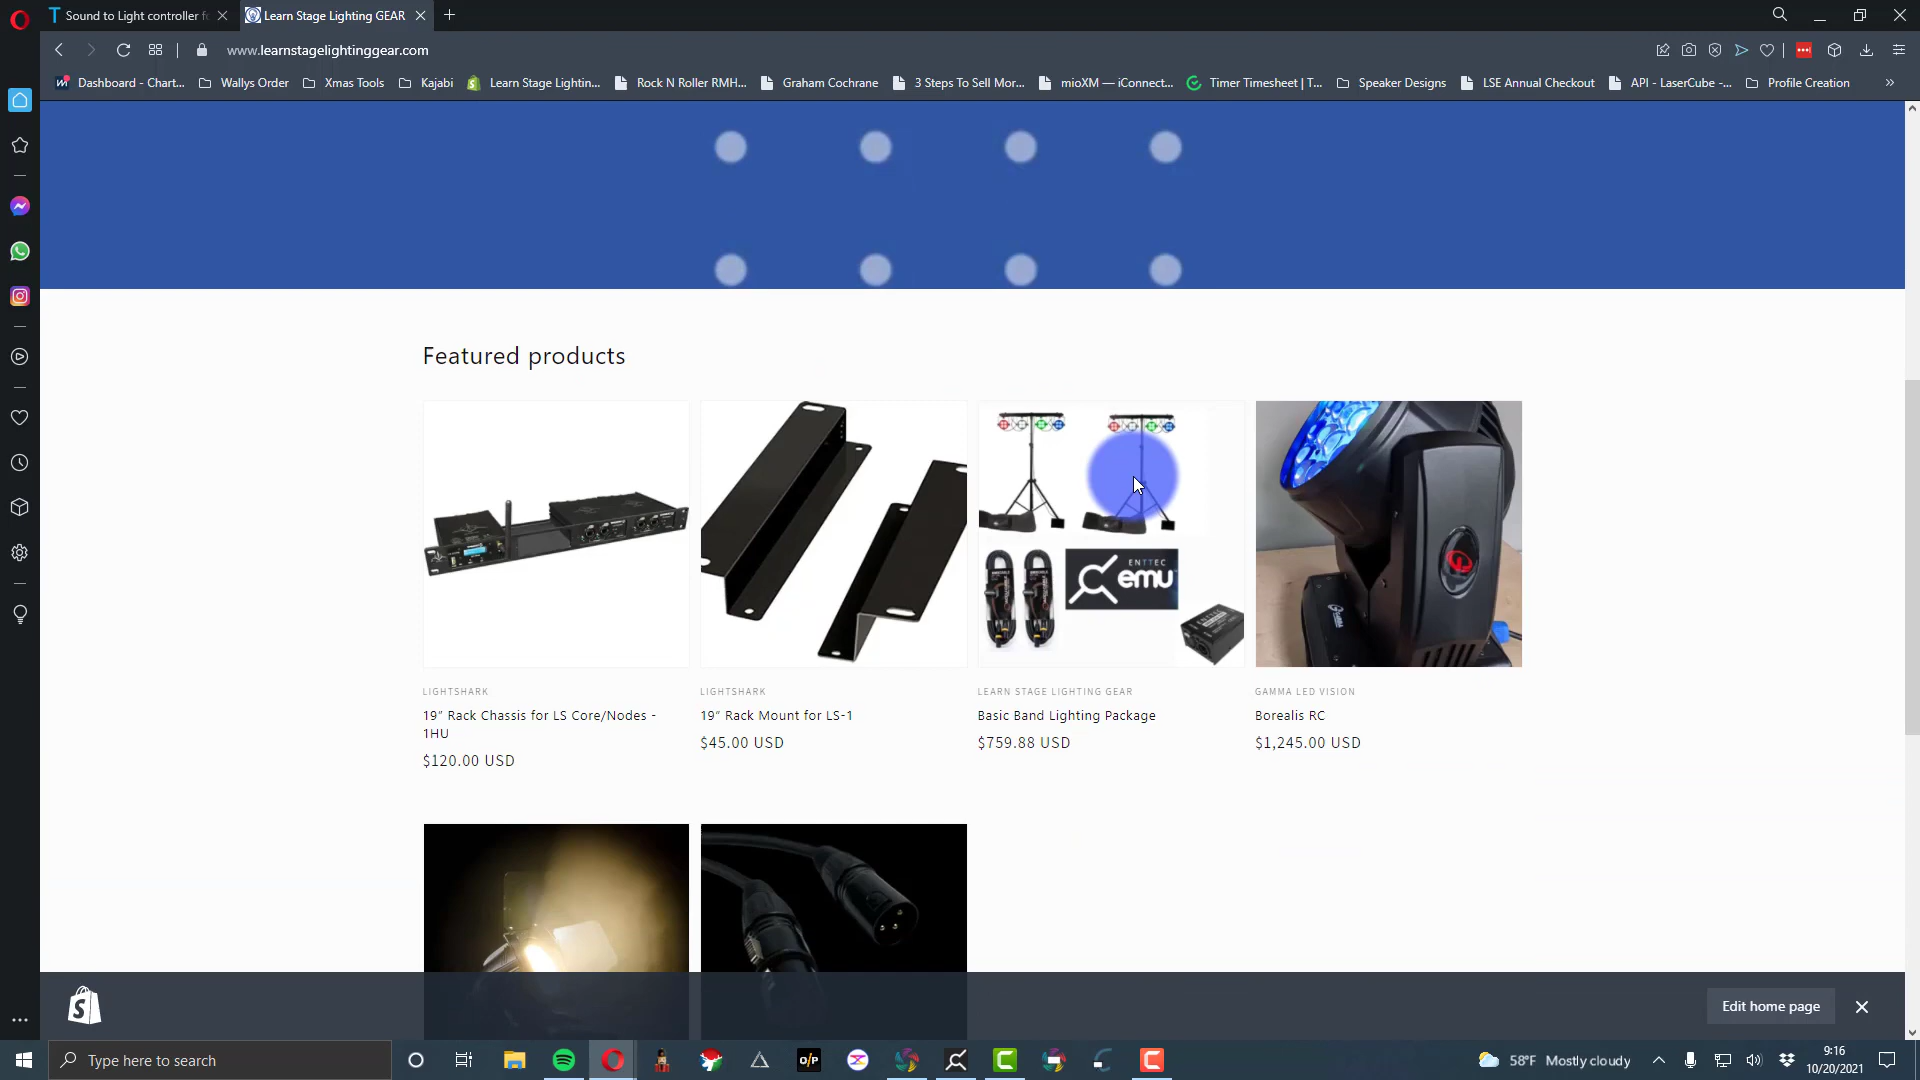 Sound to Light controller f
Learn Stage Lighting GEAR
www.learnstagelightinggear.com
Dashboard - Chart...
Wallys Order
Xmas Tools
Kajabi
Learn Stage Lightin...
Rock N Roller RMH...
Graham Cochrane
3 Steps To Sell Mor...
mioXM — iConnect...
Timer Timesheet | T...
Speaker Designs
LSE Annual Checkout
API - LaserCube -...
Profile Creation
Featured products
ENTTEC
emu
LIGHTSHARK
19" Rack Chassis for LS Core/Nodes -
1HU
$120.00 USD
LIGHTSHARK
19" Rack Mount for LS-1
$45.00 USD
LEARN STAGE LIGHTING GEAR
Basic Band Lighting Package
$759.88 USD
GAMMA LED VISION
Borealis RC
$1,245.00 USD
Edit home page
Type here to search
O/P
58°F Mostly cloudy
9:16
10/20/2021